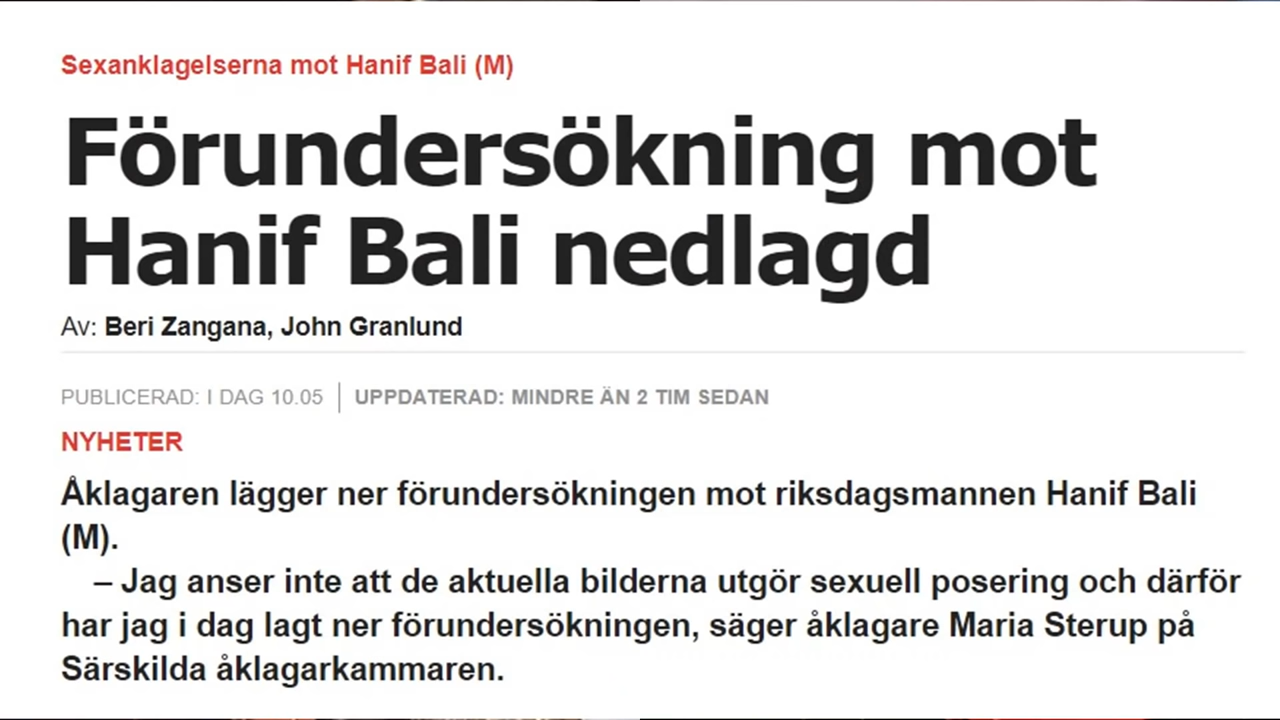 Sexanklagelserna mot Hanif Bali (M)
Förundersökning mot
Hanif Bali nedlagd
Av: Beri Zangana, John Granlund
PUBLICERAD: I DAG 10.05 | UPPDATERAD: MINDRE ÄN 2 TIM SEDAN
NYHETER
Åklagaren lägger ner förundersökningen mot riksdagsmannen Hanif Bali
(M).
– Jag anser inte att de aktuella bilderna utgör sexuell posering och därför
har jag i dag lagt ner förundersökningen, säger åklagare Maria Sterup på
Särskilda åklagarkammaren.